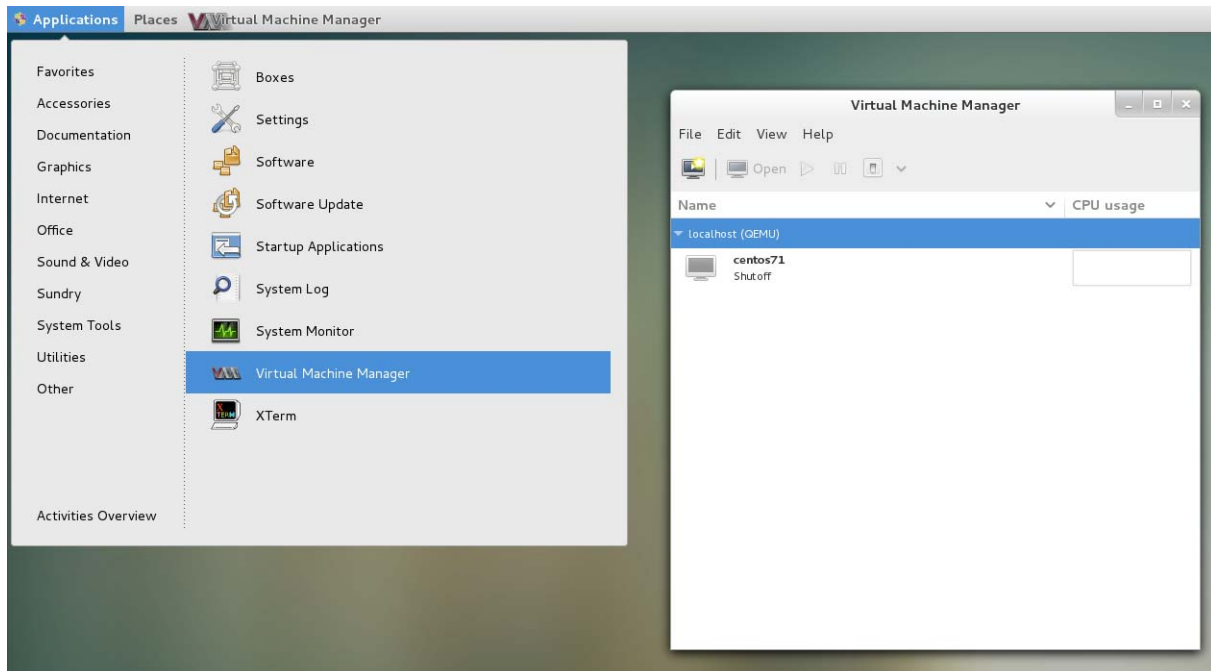 Applications Places Virtual Machine Manager
Favorites
Accessories
Documentation
Graphics
Internet
Office
Sound & Video
Sundry
System Tools
Utilities
Other
Activities Overview
Boxes
Settings
Software
Software Update
Startup Applications
System Log
System Monitor
Virtual Machine Manager
XTerm
Virtual Machine Manager
File Edit View Help
Open
Name CPU usage
localhost (QEMU)
centos71
Shutoff